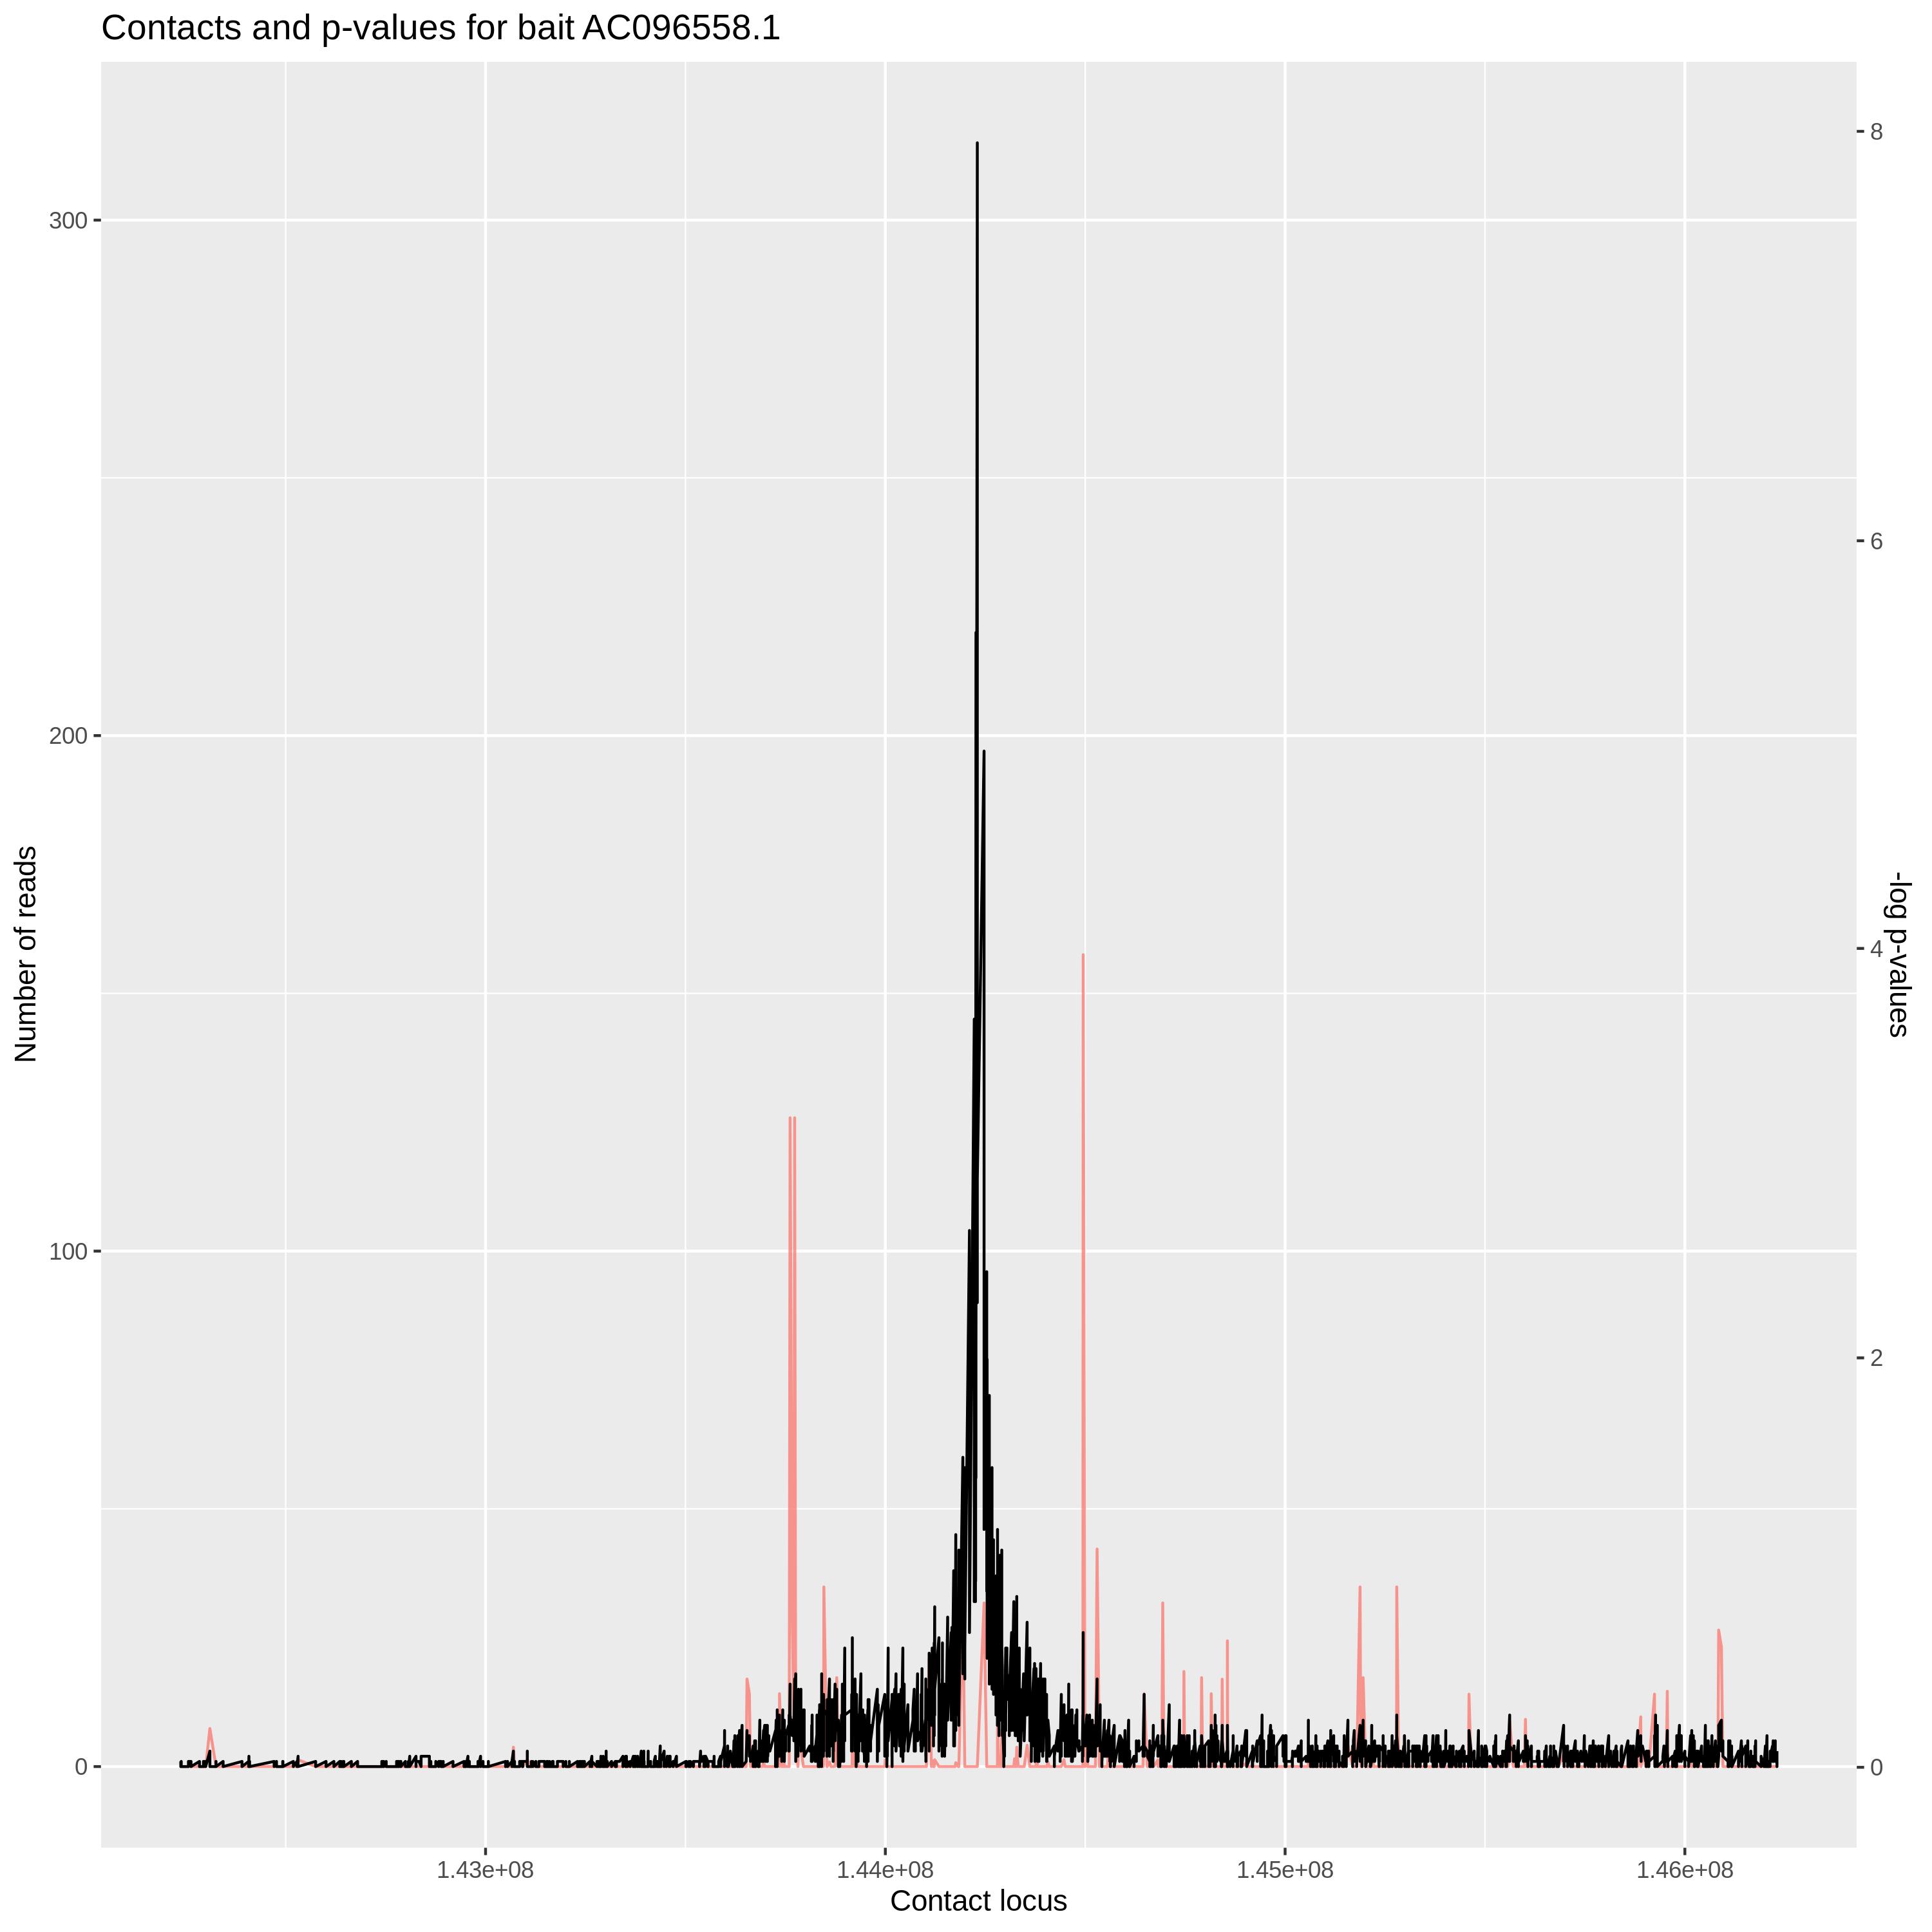 Contacts and p-values for bait AC096558.1
300
200
100
0
Number of reads
8
6
4
2
0
-log p-values
1.43e+08
1.44e+08
1.45e+08
1.46e+08
Contact locus